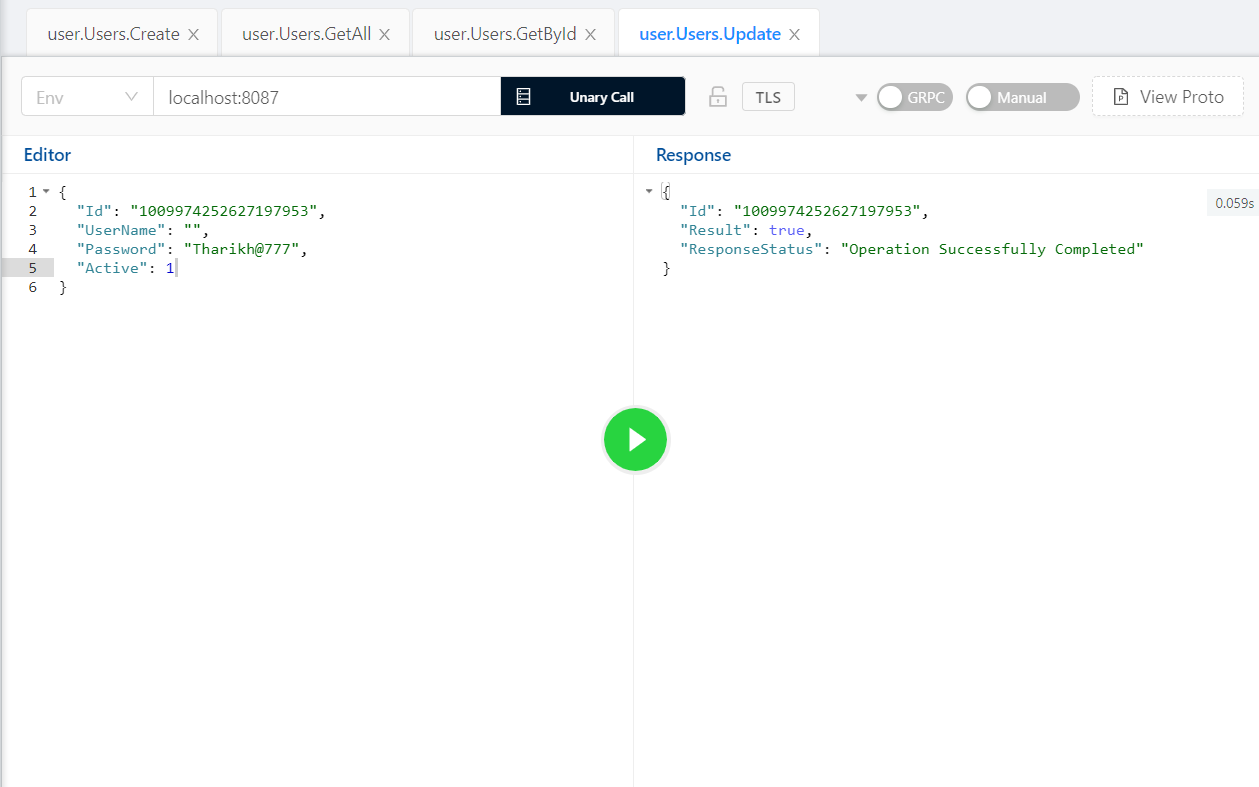 user.Users.Create
user.Users.GetAll
user.Users.GetById
user.Users.Update
Env
localhost:8087
Unary Call
TLS
GRPC
Manual
View Proto
Editor
1 {
2 "Id": "1009974252627197953",
3 "UserName": "",
4 "Password": "Tharikh@777",
5 "Active": 1
6 }
Response
{
"Id": "1009974252627197953",
"Result": true,
"ResponseStatus": "Operation Successfully Completed"
}
0.059s